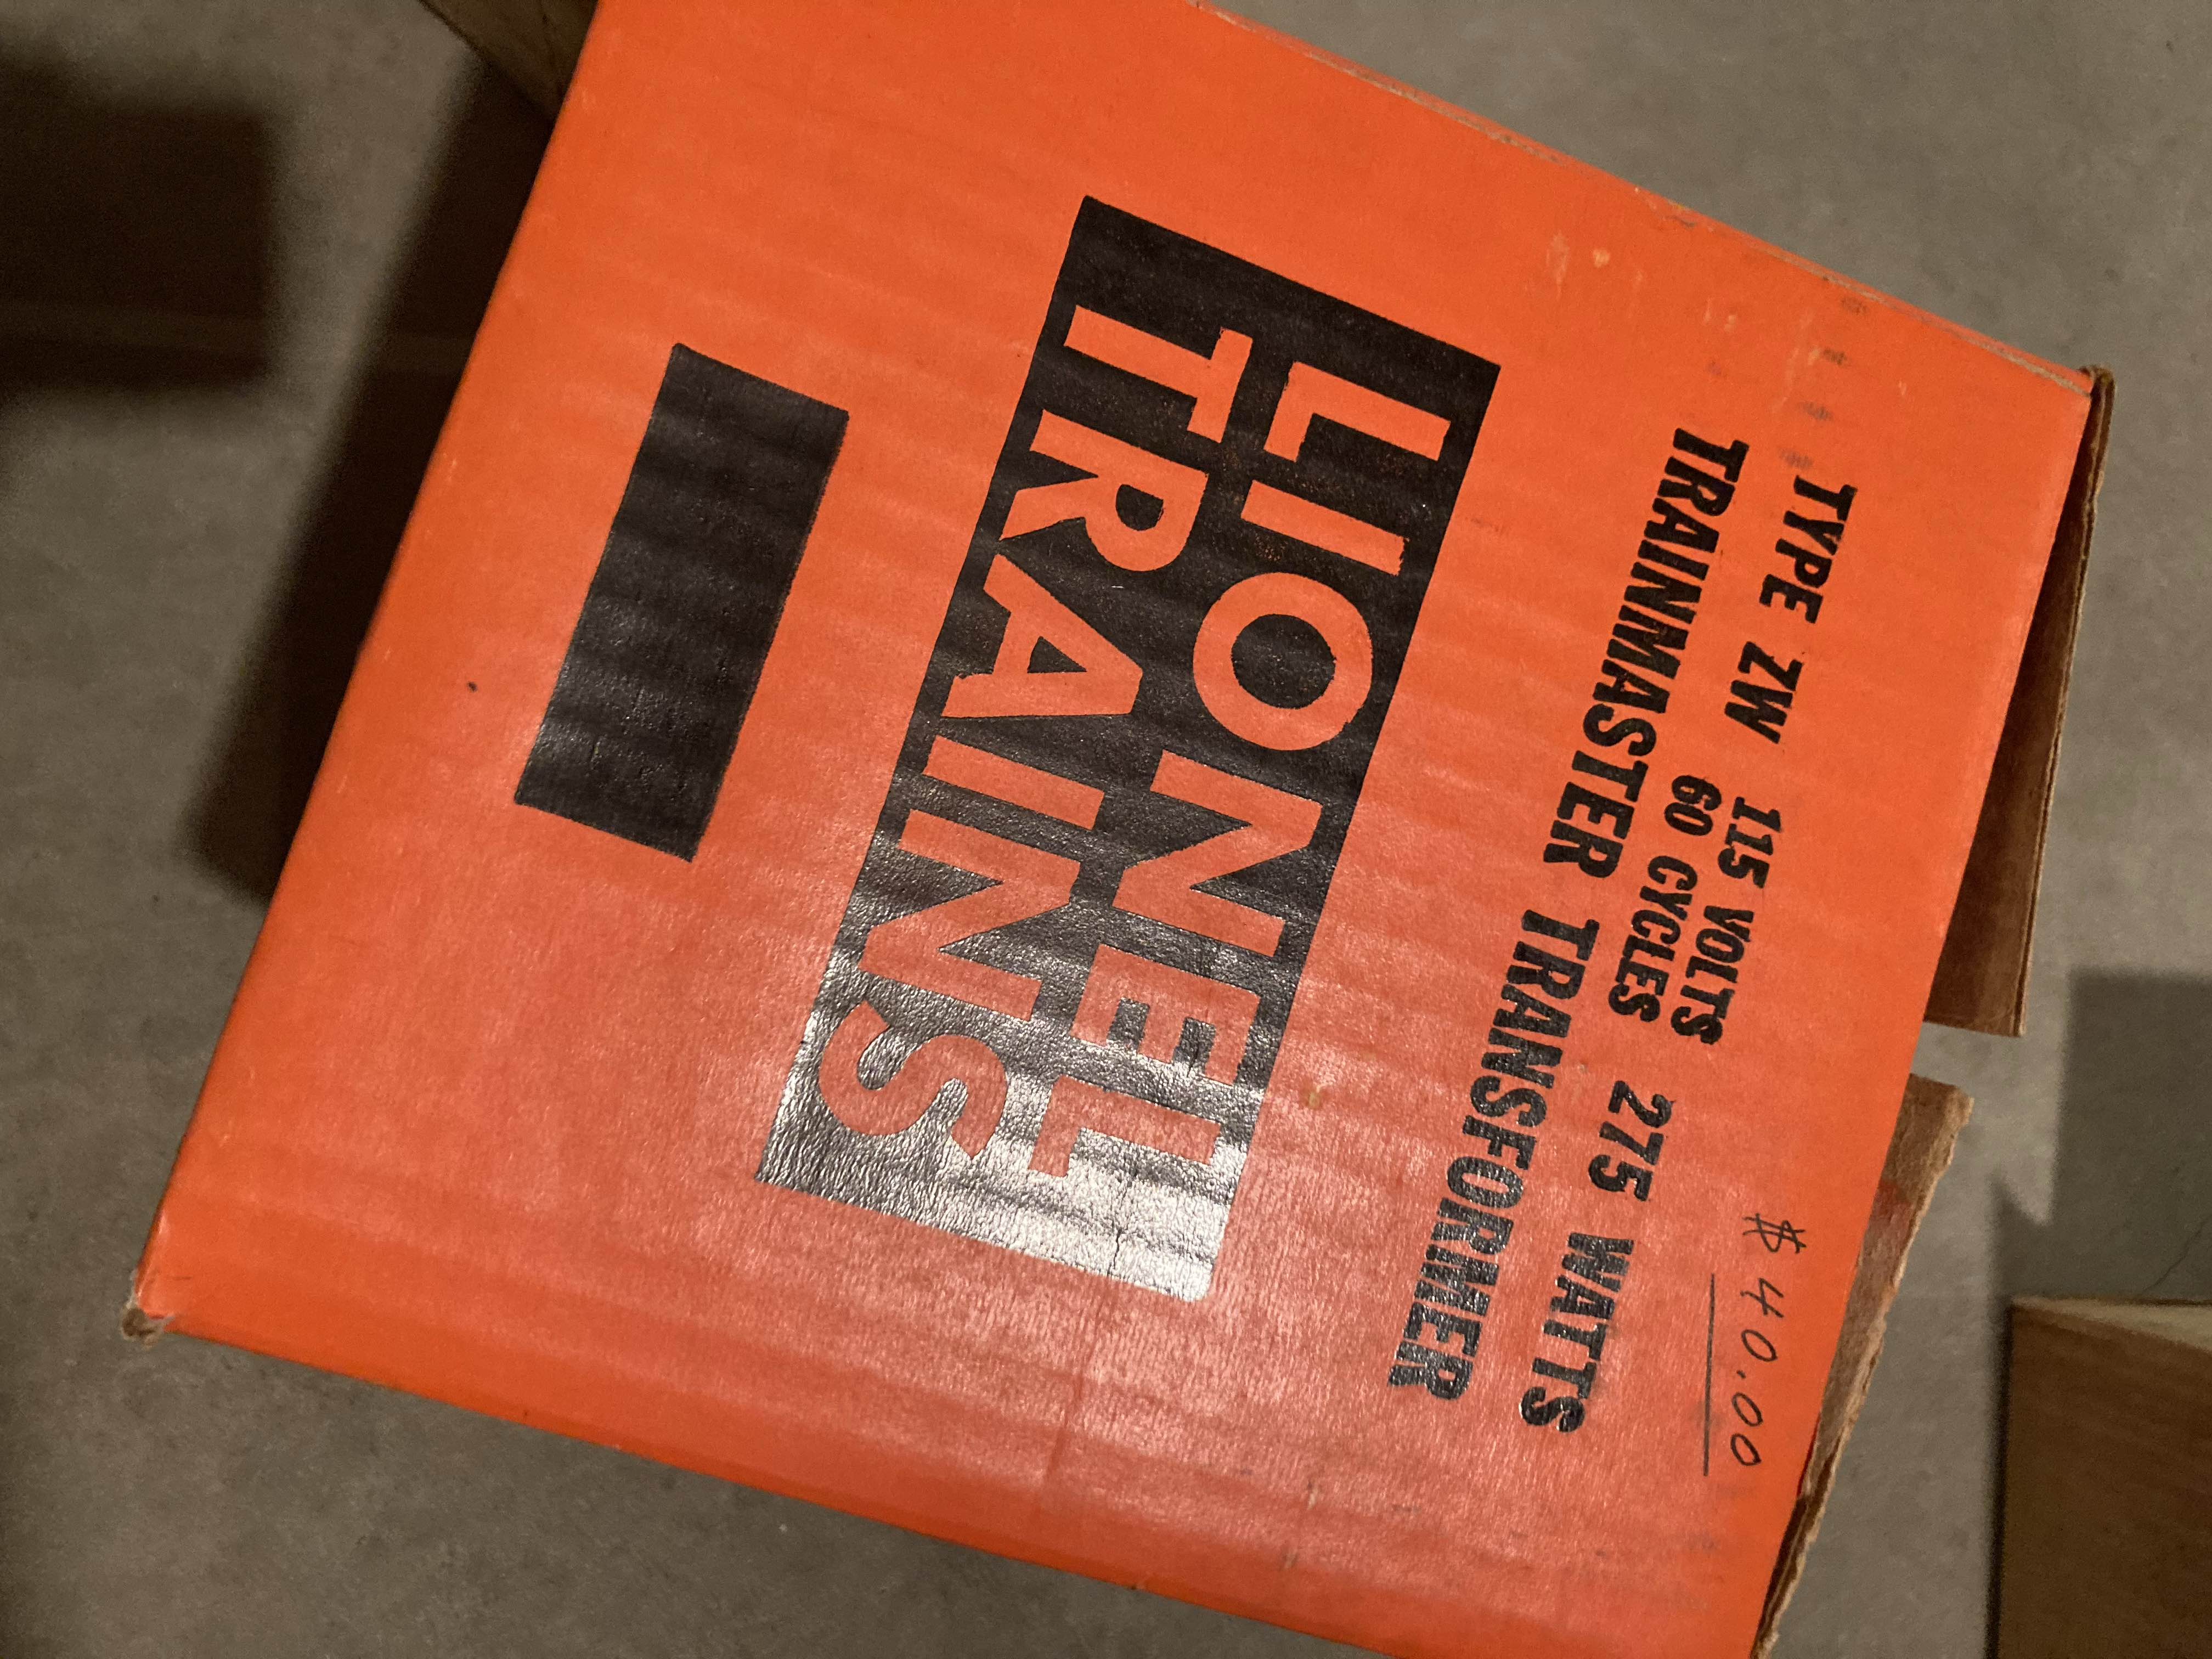 $ 40.00
TYPE ZW 115 VOLTS 275 WATTS
60 CYCLES
TRAINMASTER TRANSFORMER
LIONEL
TRAINS